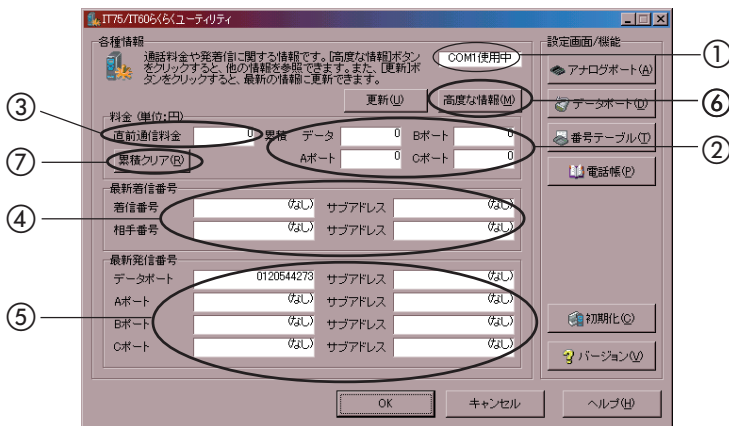 IT75/IT60らくらくユーティリティ
各種情報
通話料金や発着信に関する情報です。[高度な情報]ボタン
をクリックすると、他の情報を参照できます。また、[更新]ボ
タンをクリックすると、最新の情報に更新できます。
COM1使用中
①
更新(U)
高度な情報(M)
⑥
料金 (単位:円)
③
直前通信料金 0
累積 データ 0 Bポート 0
Aポート 0 Cポート 0
②
⑦
累積クリア(R)
最新着信番号
④
着信番号 (なし) サブアドレス (なし)
相手番号 (なし) サブアドレス (なし)
最新発信番号
⑤
データポート 0120544273 サブアドレス (なし)
Aポート (なし) サブアドレス (なし)
Bポート (なし) サブアドレス (なし)
Cポート (なし) サブアドレス (なし)
設定画面/機能
アナログポート(A)
データポート(D)
番号テーブル(T)
電話帳(P)
初期化(C)
バージョン(V)
OK
キャンセル
ヘルプ(H)